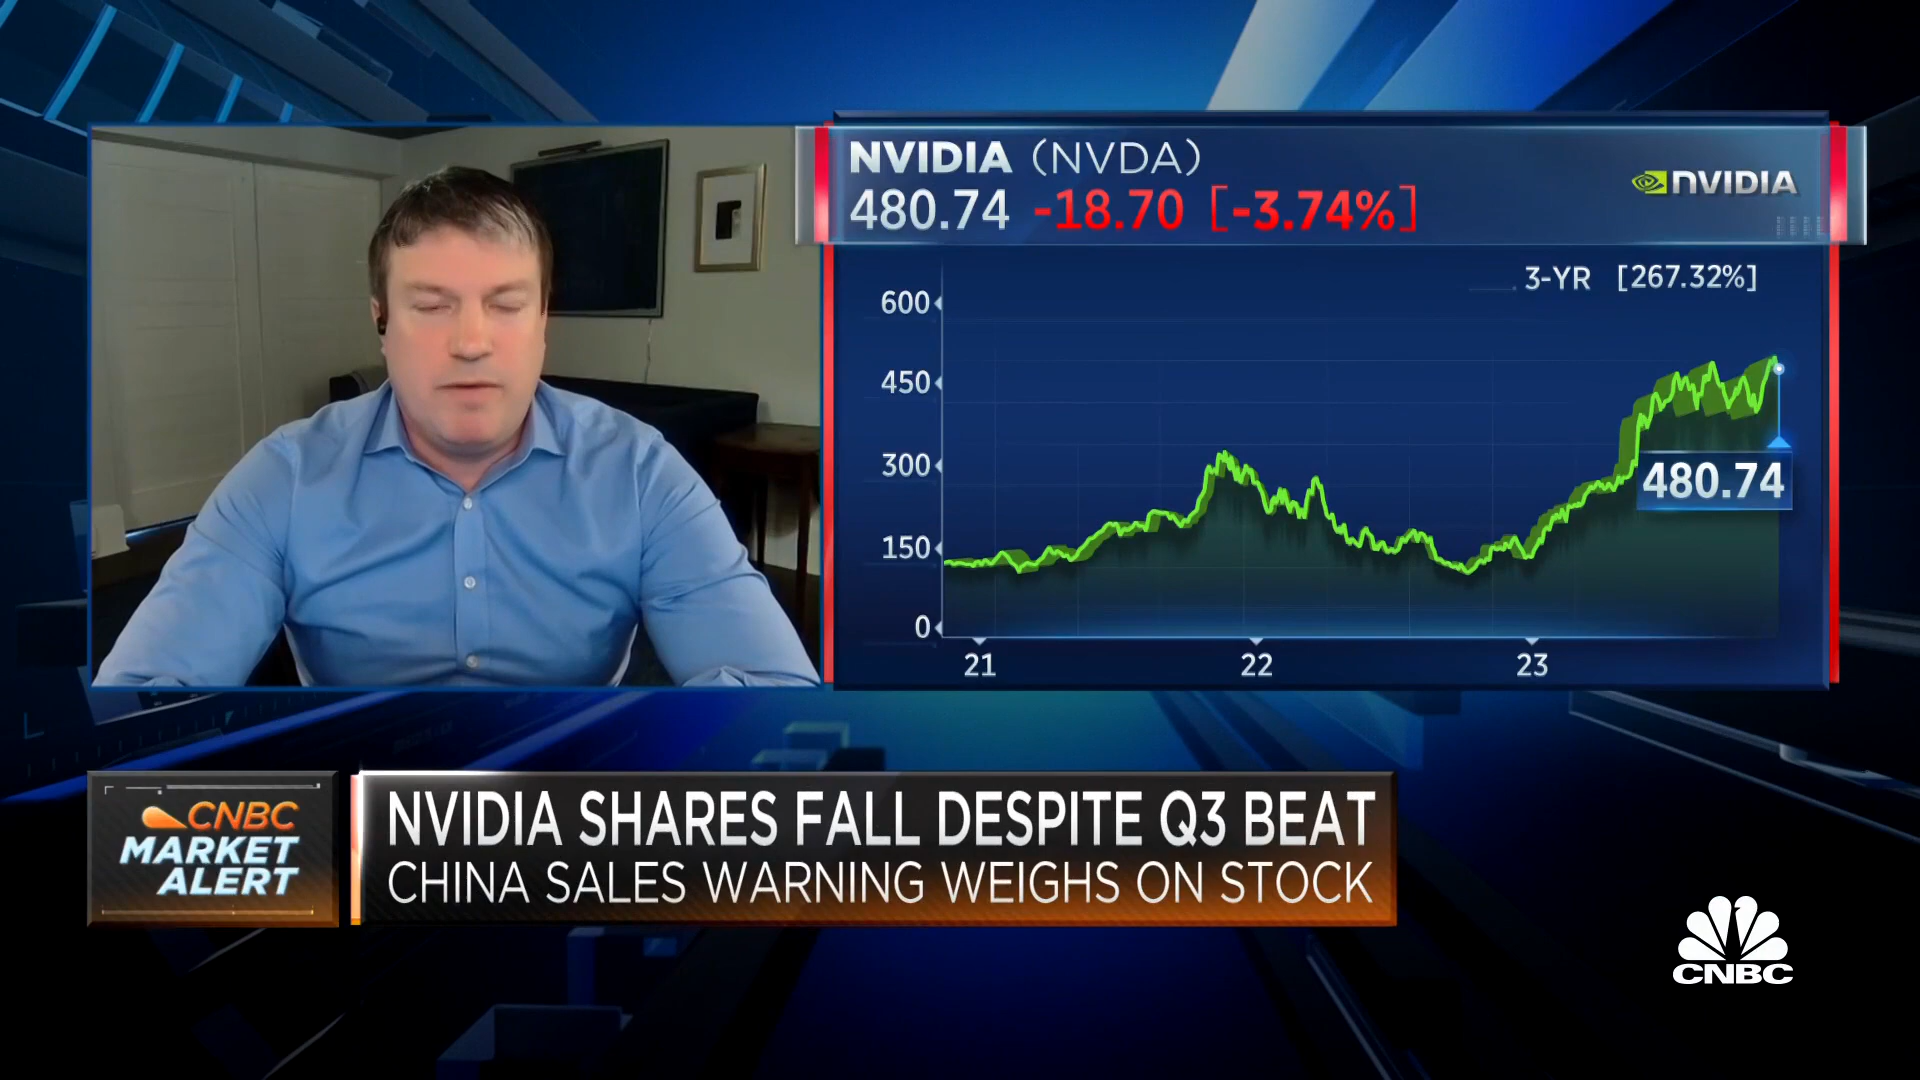 NVIDIA (NVDA)
480.74 -18.70 [-3.74%]
NVIDIA
3-YR [267.32%]
600
450
300
150
0
480.74
21 22 23
CNBC
MARKET
ALERT
NVIDIA SHARES FALL DESPITE Q3 BEAT
CHINA SALES WARNING WEIGHS ON STOCK
CNBC